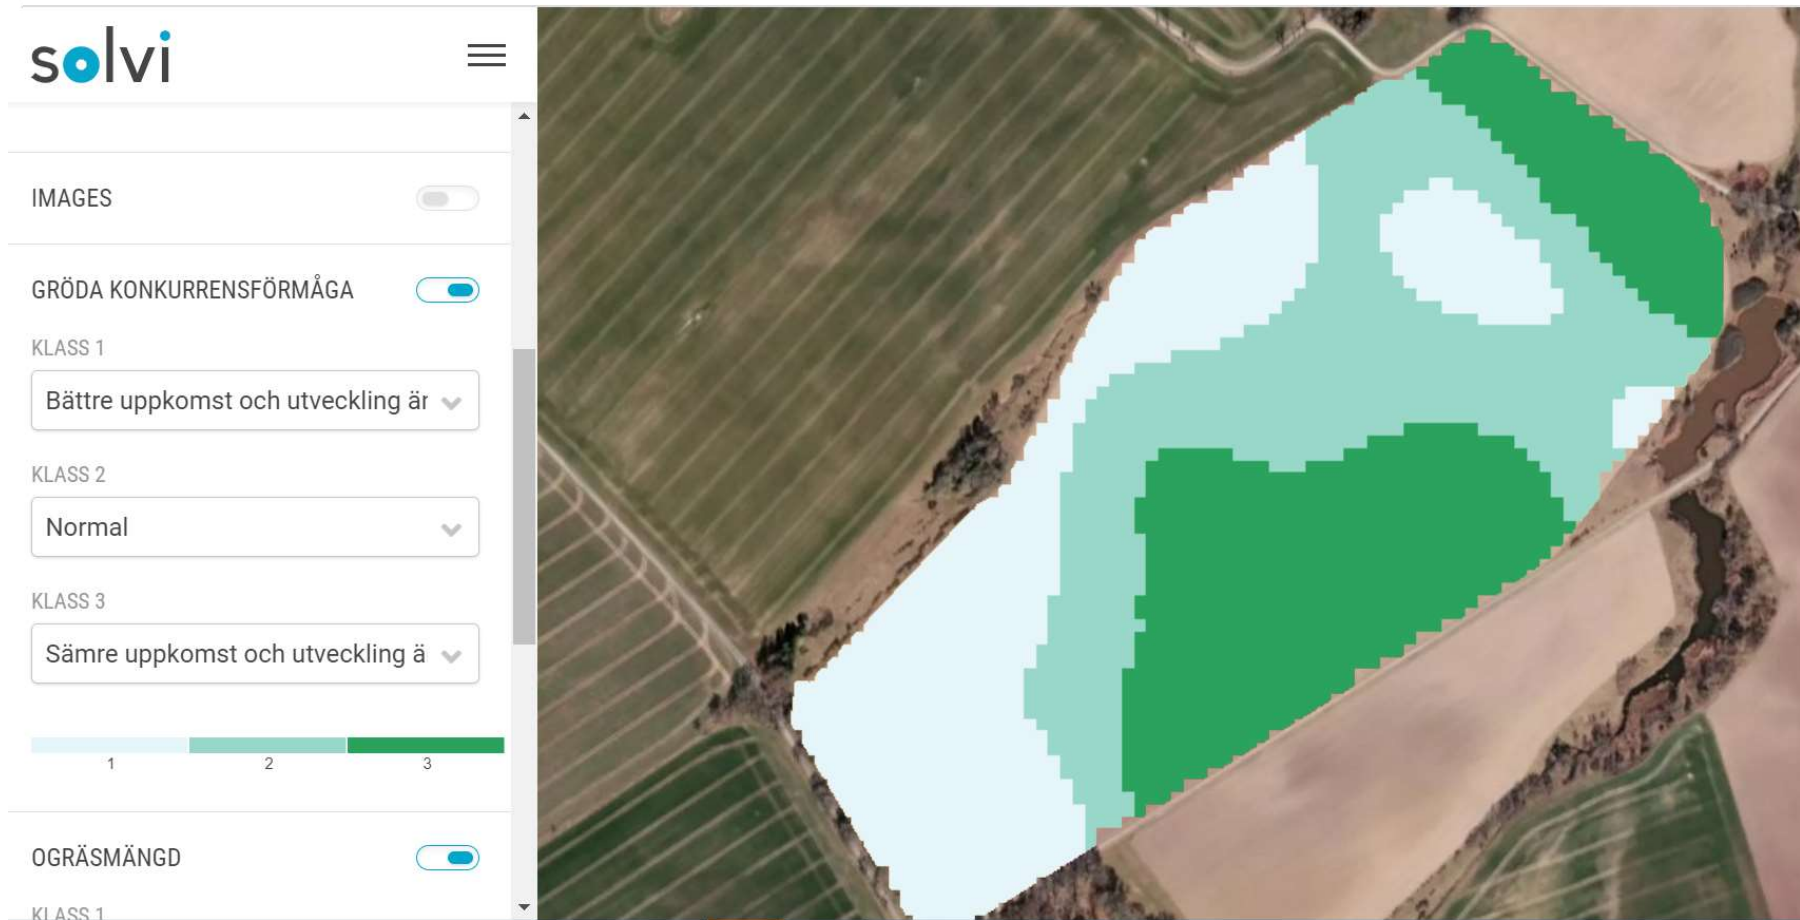 solvi
IMAGES
GRÖDA KONKURRENSFÖRMÅGA
KLASS 1
Bättre uppkomst och utveckling är
KLASS 2
Normal
KLASS 3
Sämre uppkomst och utveckling ä
1 2 3
OGRÄSMÄNGD
KLASS 1